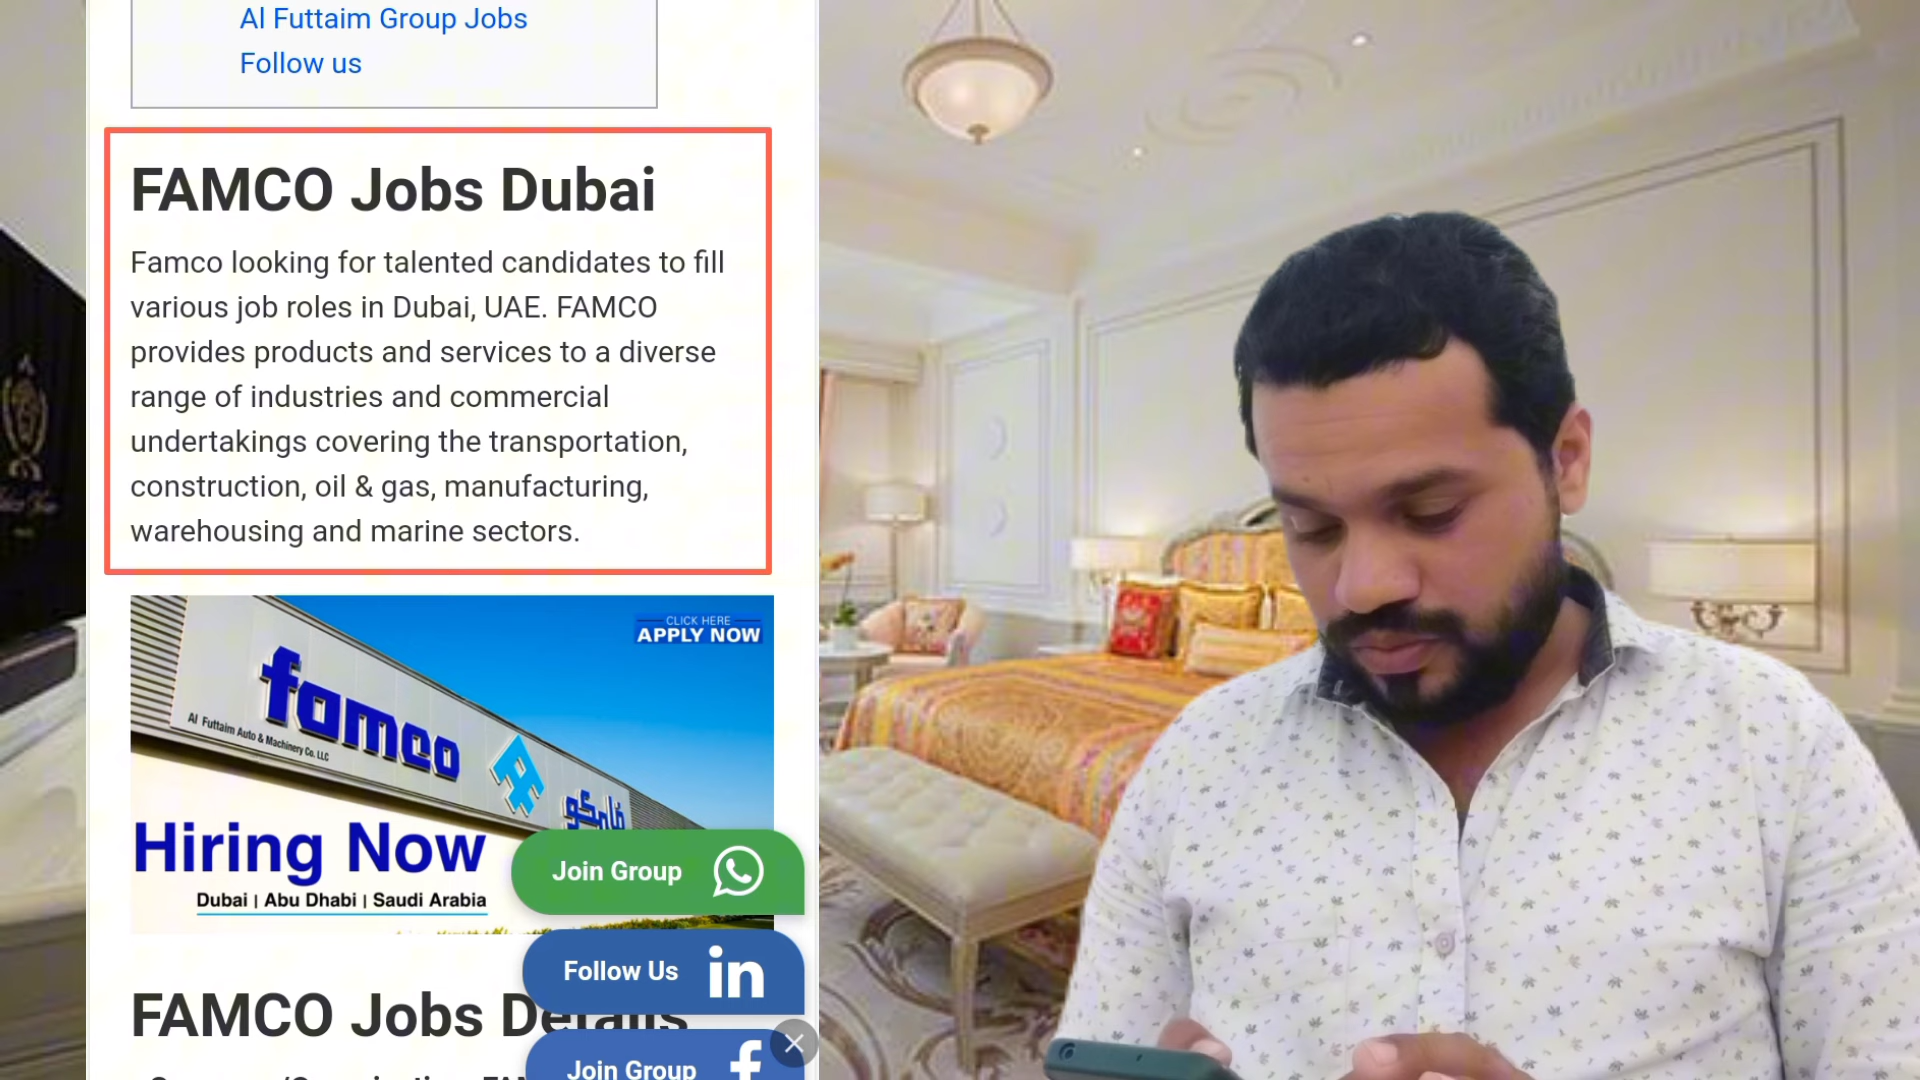 Al Futtaim Group Jobs
Follow us
FAMCO Jobs Dubai
Famco looking for talented candidates to fill
various job roles in Dubai, UAE. FAMCO
provides products and services to a diverse
range of industries and commercial
undertakings covering the transportation,
construction, oil & gas, manufacturing,
warehousing and marine sectors.
CLICK HERE
APPLY NOW
famco
Al Futtaim Auto & Machinery Co. LLC
فامكو
Hiring Now
Dubai | Abu Dhabi | Saudi Arabia
Join Group
Follow Us
in
FAMCO Jobs Details
Join Group
f